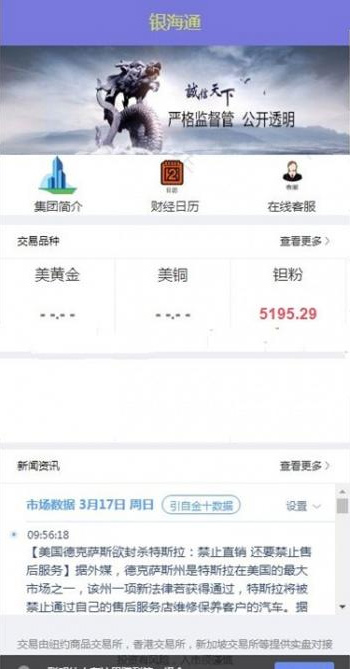 银海通
誠信天下
严格监督管 公开透明
2
日历
客服
集团简介 财经日历 在线客服
交易品种 查看更多 >
美黄金 美铜 钽粉
--.-- --.-- 5195.29
新闻资讯 查看更多 >
市场数据 3月17日 周日 引自金十数据 设置
09:56:18
【美国德克萨斯欲封杀特斯拉：禁止直销 还要禁止售
后服务】据外媒，德克萨斯州是特斯拉在美国的最大
市场之一，该州一项新法律若获得通过，特斯拉将被
禁止通过自己的服务店维修保养客户的汽车。据
交易由纽约商品交易所，香港交易所，新加坡交易所等提供实盘对接